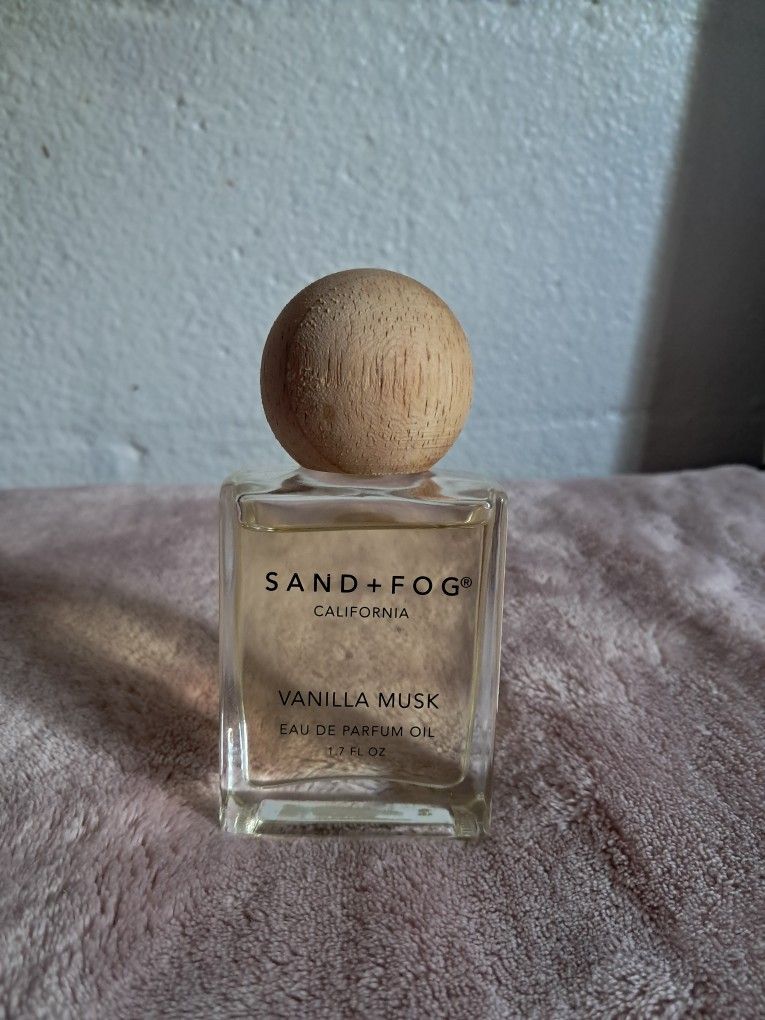 SAND+FOG®
CALIFORNIA
VANILLA MUSK
EAU DE PARFUM OIL
1.7 FL OZ